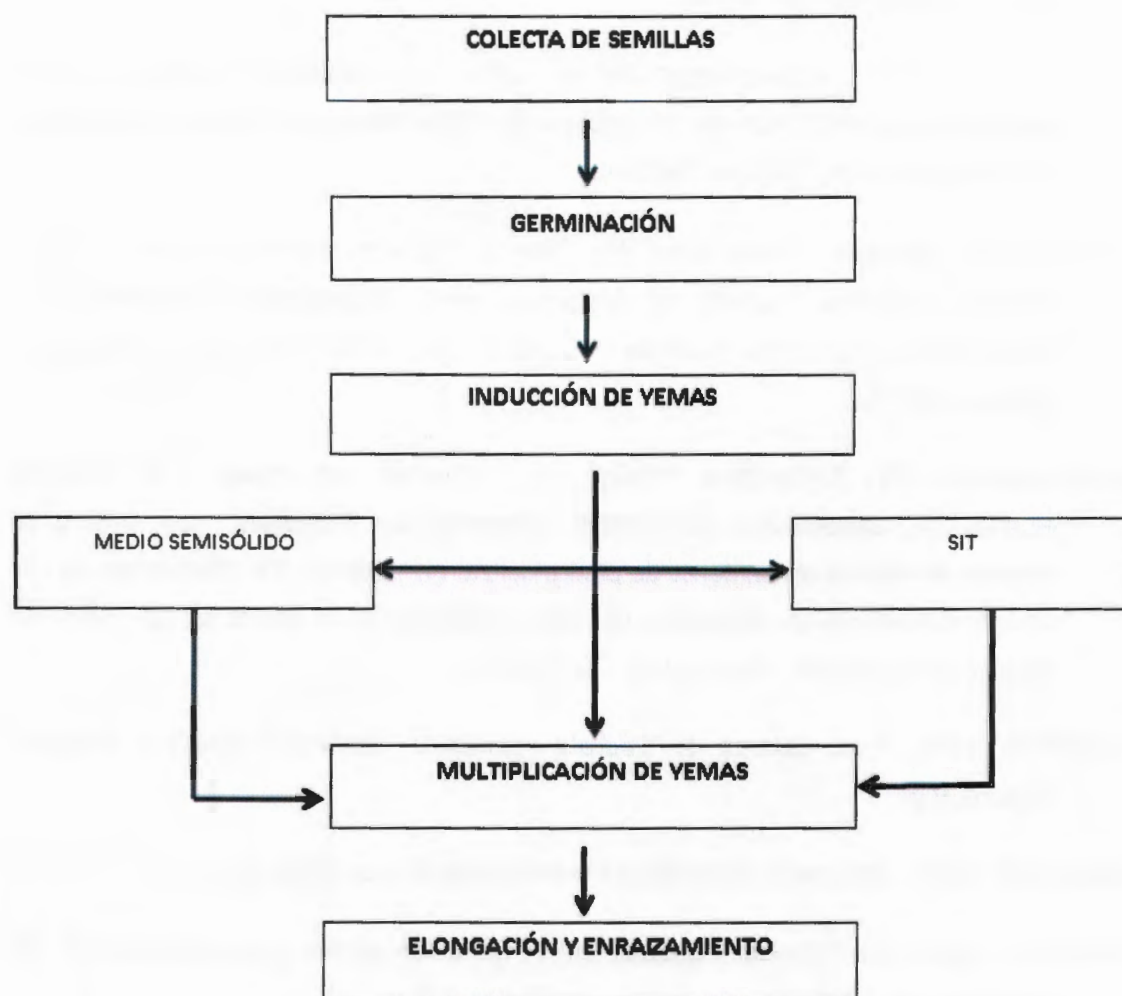 COLECTA DE SEMILLAS
GERMINACIÓN
INDUCCIÓN DE YEMAS
MEDIO SEMISÓLIDO
SIT
MULTIPLICACIÓN DE YEMAS
ELONGACIÓN Y ENRAIZAMIENTO